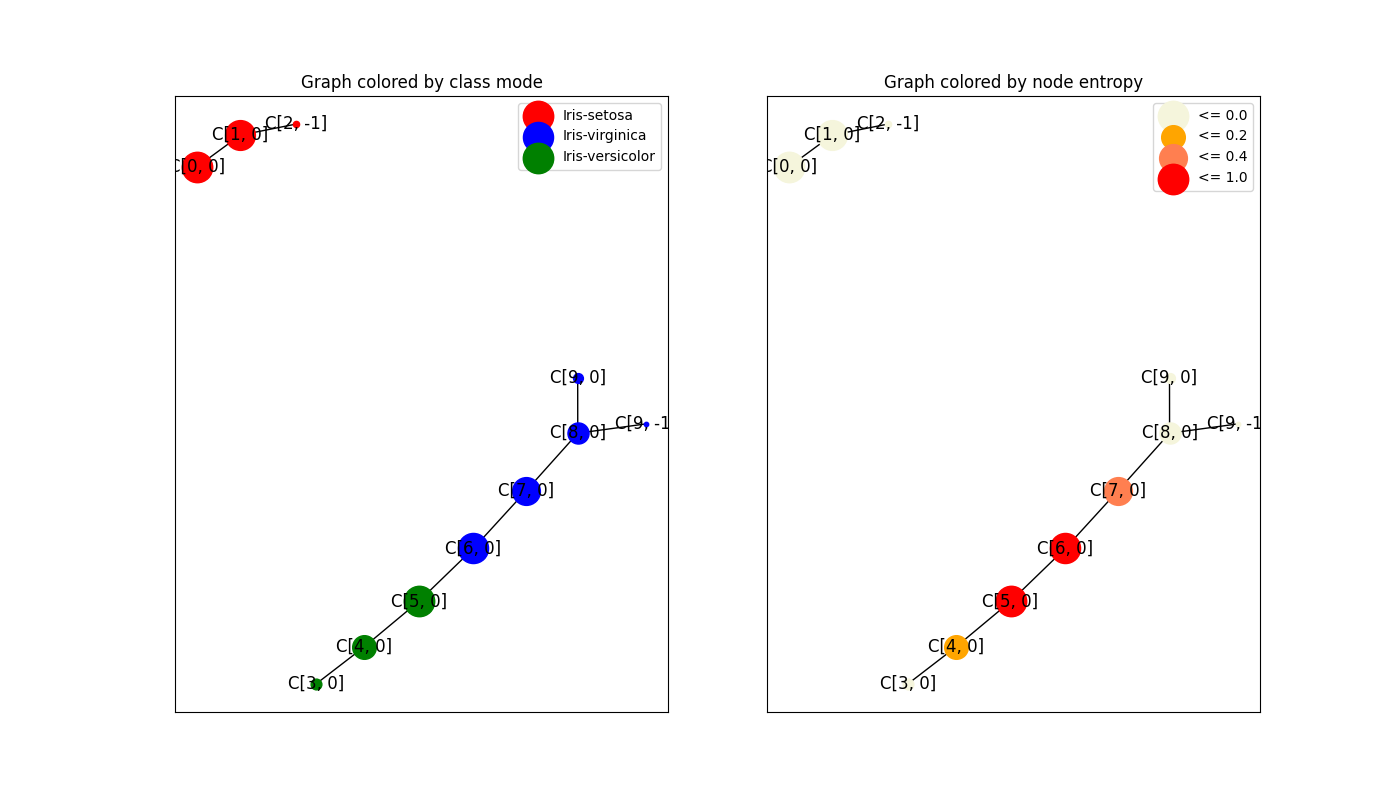 Graph colored by class mode
Iris-setosa
Iris-virginica
Iris-versicolor
C[2, -1]
C[1, 0]
C[0, 0]
C[9, 0]
C[9, -1
C[8, 0]
C[7, 0]
C[6, 0]
C[5, 0]
C[4, 0]
C[3, 0]
Graph colored by node entropy
<= 0.0
<= 0.2
<= 0.4
<= 1.0
C[2, -1]
C[1, 0]
C[0, 0]
C[9, 0]
C[9, -1
C[8, 0]
C[7, 0]
C[6, 0]
C[5, 0]
C[4, 0]
C[3, 0]